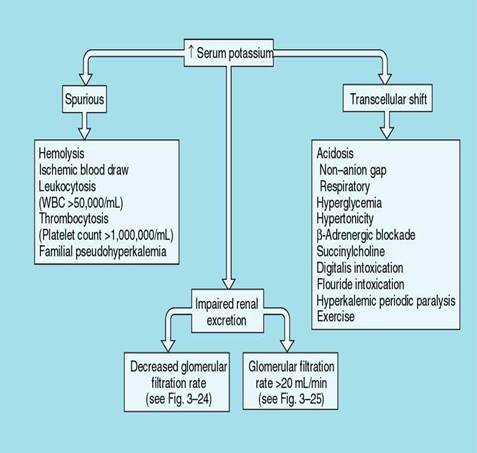 ↑ Serum potassium
Spurious
Transcellular shift
Hemolysis
Ischemic blood draw
Leukocytosis
(WBC >50,000/mL)
Thrombocytosis
(Platelet count >1,000,000/mL)
Familial pseudohyperkalemia
Acidosis
Non–anion gap
Respiratory
Hyperglycemia
Hypertonicity
β-Adrenergic blockade
Succinylcholine
Digitalis intoxication
Flouride intoxication
Hyperkalemic periodic paralysis
Exercise
Impaired renal
excretion
Decreased glomerular
filtration rate
(see Fig. 3–24)
Glomerular filtration
rate >20 mL/min
(see Fig. 3–25)